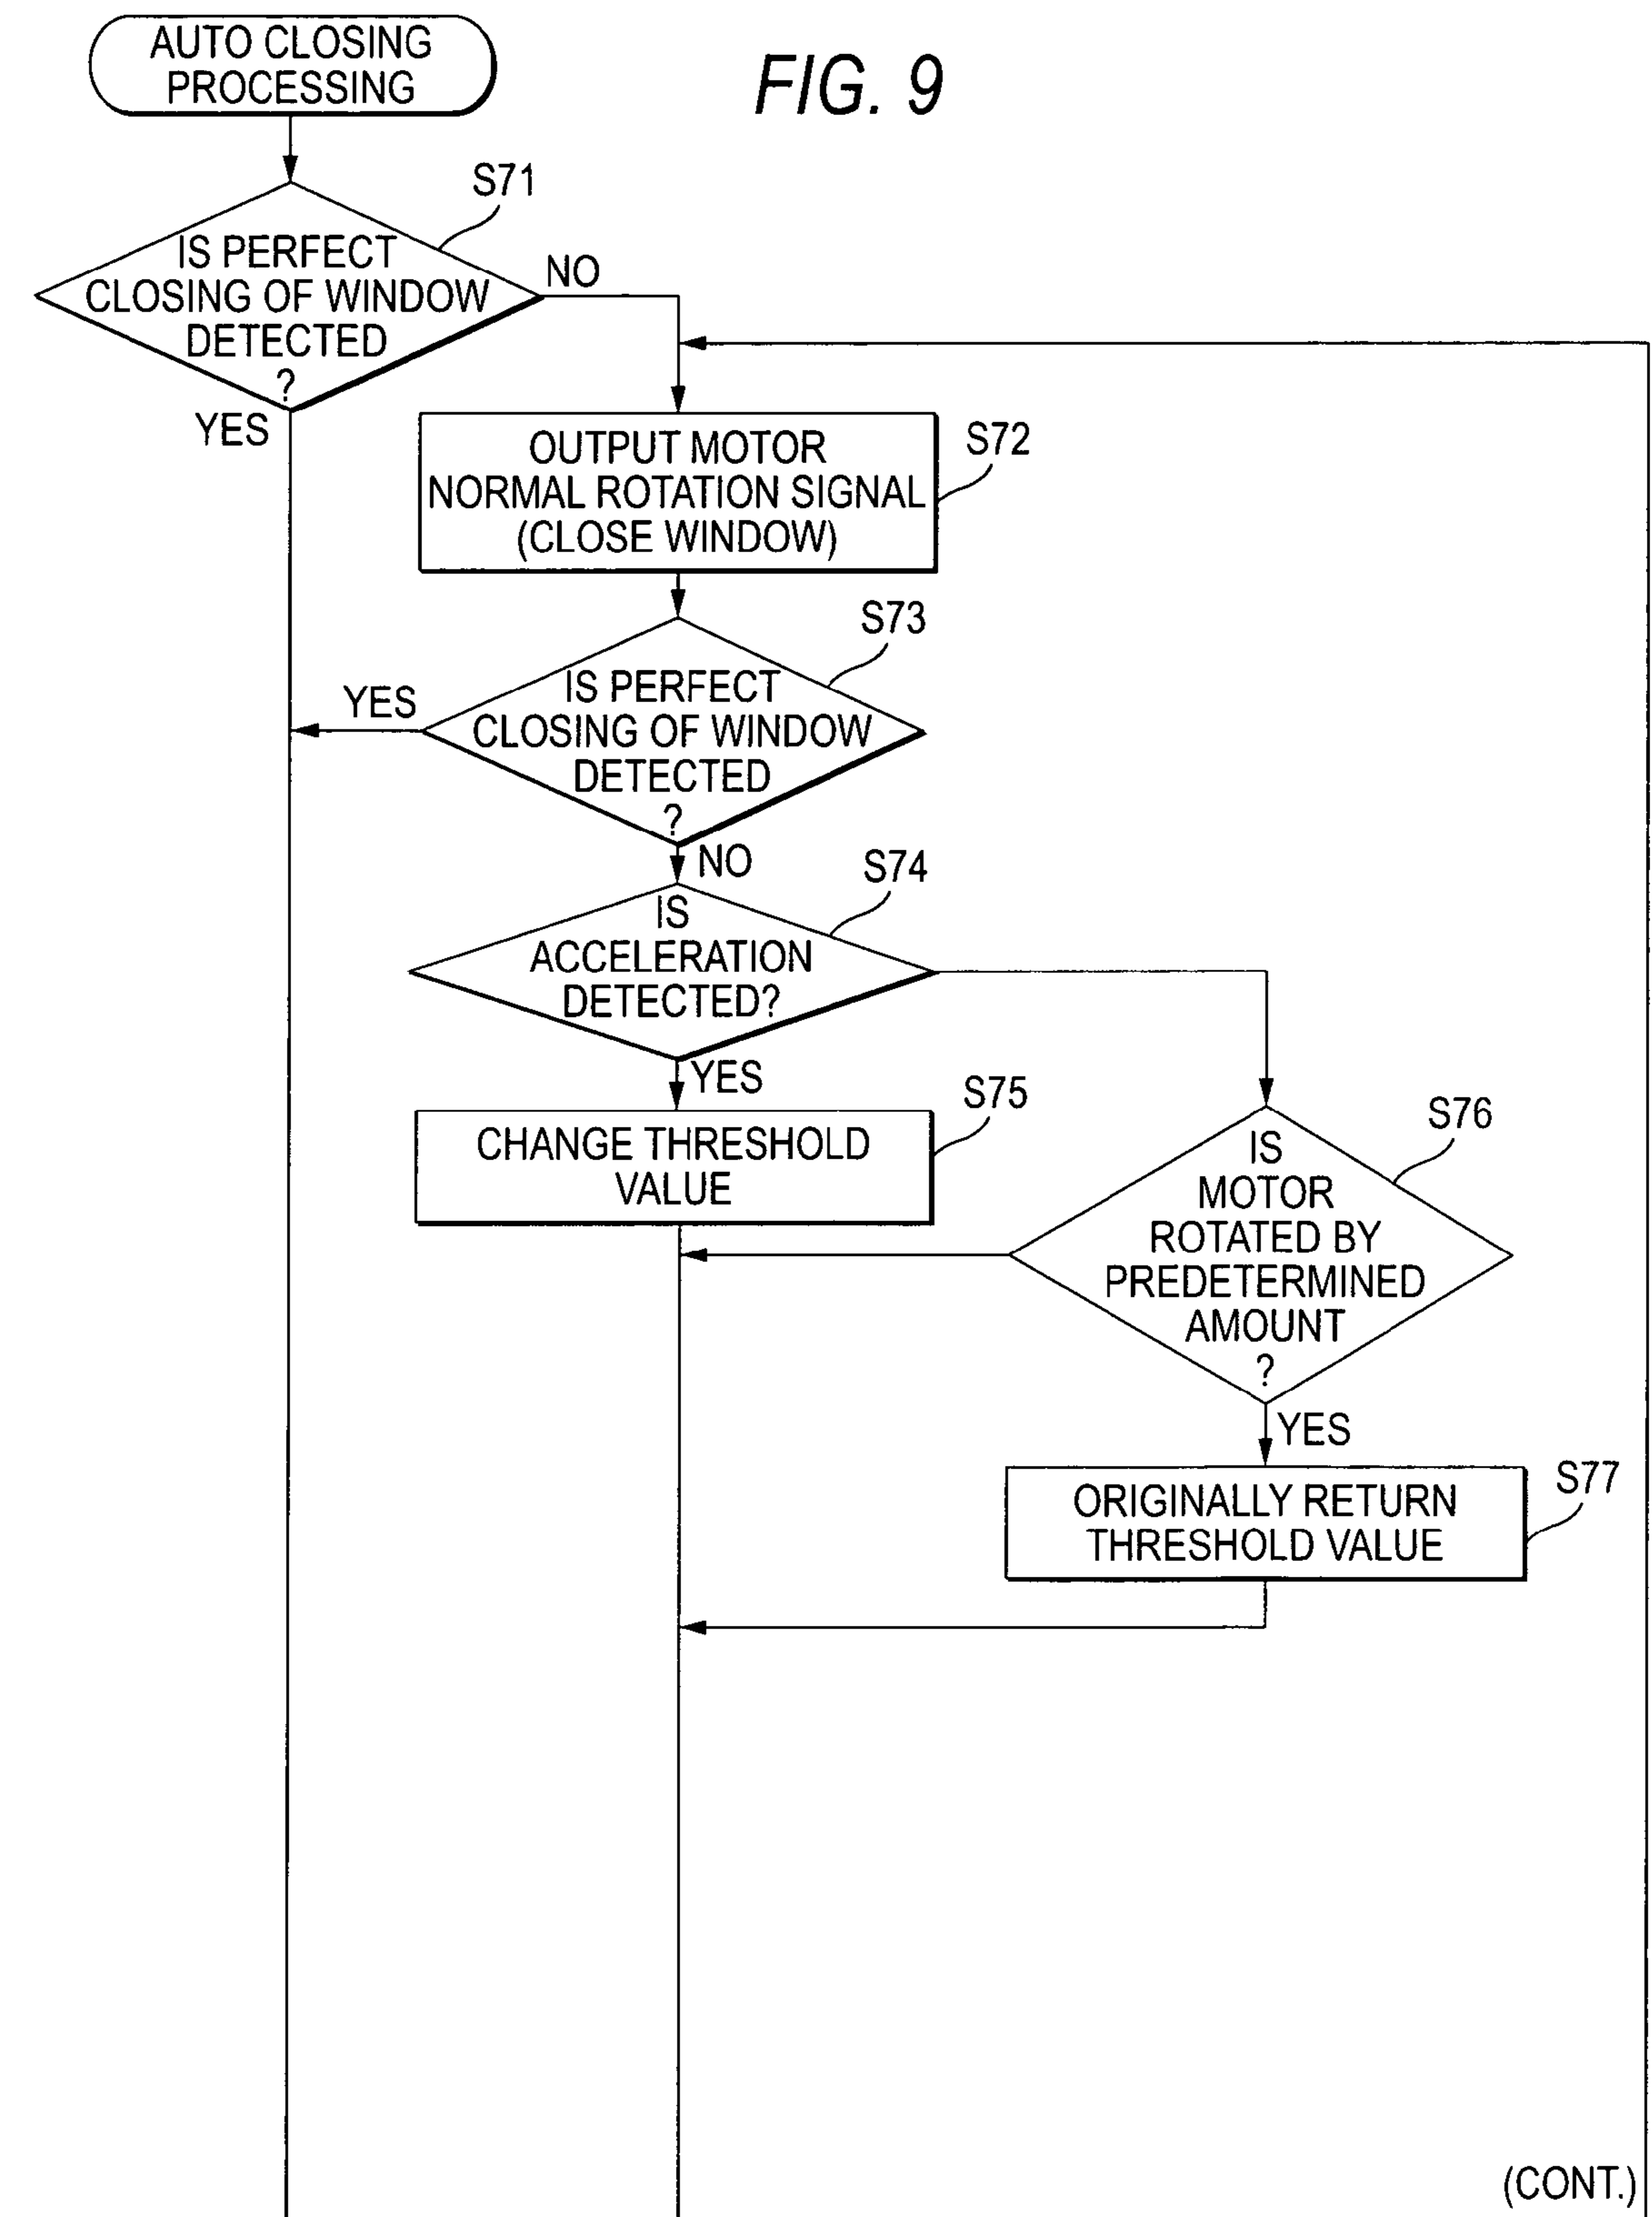 AUTO CLOSING
PROCESSING
FIG. 9
S71
IS PERFECT
CLOSING OF WINDOW
DETECTED
?
NO
YES
OUTPUT MOTOR
NORMAL ROTATION SIGNAL
(CLOSE WINDOW)
S72
S73
IS PERFECT
CLOSING OF WINDOW
DETECTED
?
YES
NO
S74
IS
ACCELERATION
DETECTED?
YES
S75
CHANGE THRESHOLD
VALUE
S76
IS
MOTOR
ROTATED BY
PREDETERMINED
AMOUNT
?
YES
S77
ORIGINALLY RETURN
THRESHOLD VALUE
(CONT.)